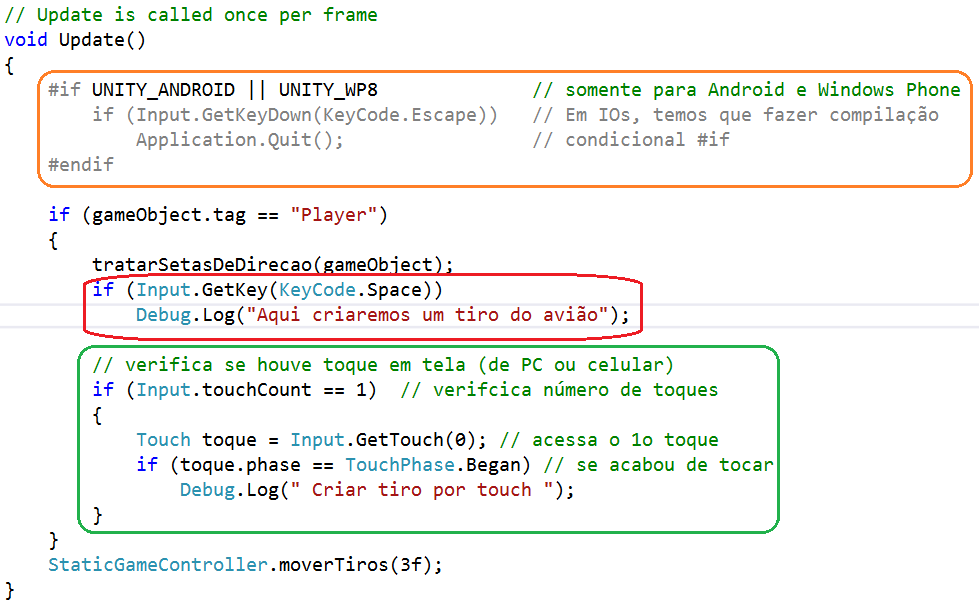 // Update is called once per frame
void Update()
{
#if UNITY_ANDROID || UNITY_WP8 // somente para Android e Windows Phone
if (Input.GetKeyDown(KeyCode.Escape)) // Em IOs, temos que fazer compilação
Application.Quit(); // condicional #if
#endif
if (gameObject.tag == "Player")
{
tratarSetasDeDirecao(gameObject);
if (Input.GetKey(KeyCode.Space))
Debug.Log("Aqui criaremos um tiro do avião");
// verifica se houve toque em tela (de PC ou celular)
if (Input.touchCount == 1) // verifcica número de toques
{
Touch toque = Input.GetTouch(0); // acessa o 1o toque
if (toque.phase == TouchPhase.Began) // se acabou de tocar
Debug.Log(" Criar tiro por touch ");
}
}
StaticGameController.moverTiros(3f);
}